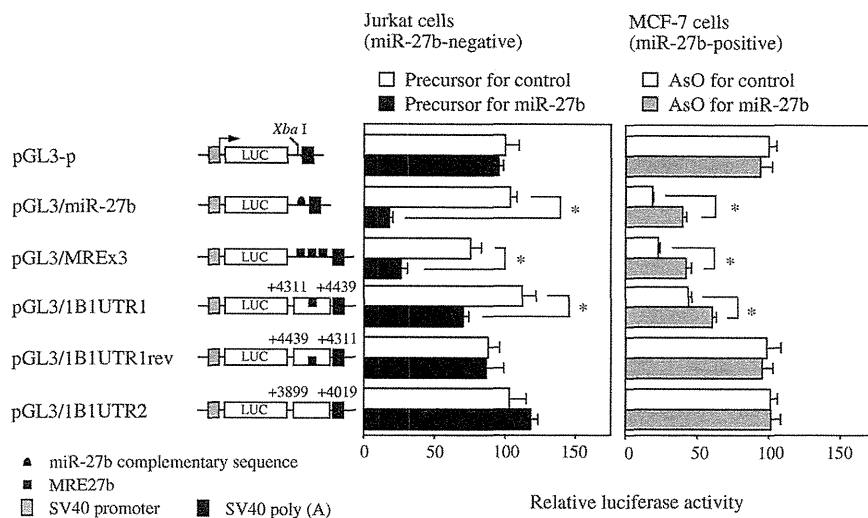 Jurkat cells
(miR-27b-negative)
MCF-7 cells
(miR-27b-positive)
Precursor for control
Precursor for miR-27b
AsO for control
AsO for miR-27b
Xba I
pGL3-p
LUC
pGL3/miR-27b
LUC
*
*
pGL3/MREx3
LUC
*
*
+4311 +4439
pGL3/1B1UTR1
LUC
*
*
+4439 +4311
pGL3/1B1UTR1rev
LUC
+3899 +4019
pGL3/1B1UTR2
LUC
0 50 100 150
0 50 100 150
miR-27b complementary sequence
MRE27b
SV40 promoter
SV40 poly (A)
Relative luciferase activity